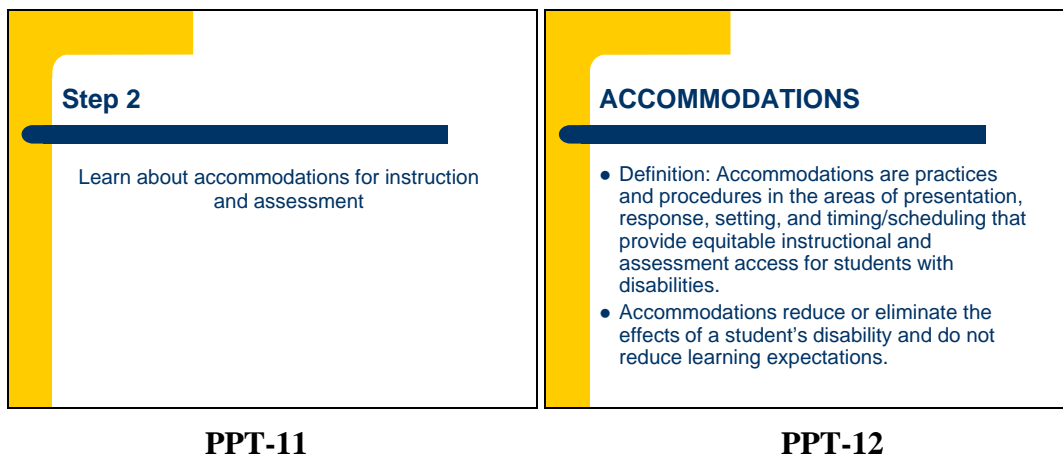 Step 2
Learn about accommodations for instruction
and assessment
PPT-11
ACCOMMODATIONS
● Definition: Accommodations are practices
and procedures in the areas of presentation,
response, setting, and timing/scheduling that
provide equitable instructional and
assessment access for students with
disabilities.
● Accommodations reduce or eliminate the
effects of a student’s disability and do not
reduce learning expectations.
PPT-12